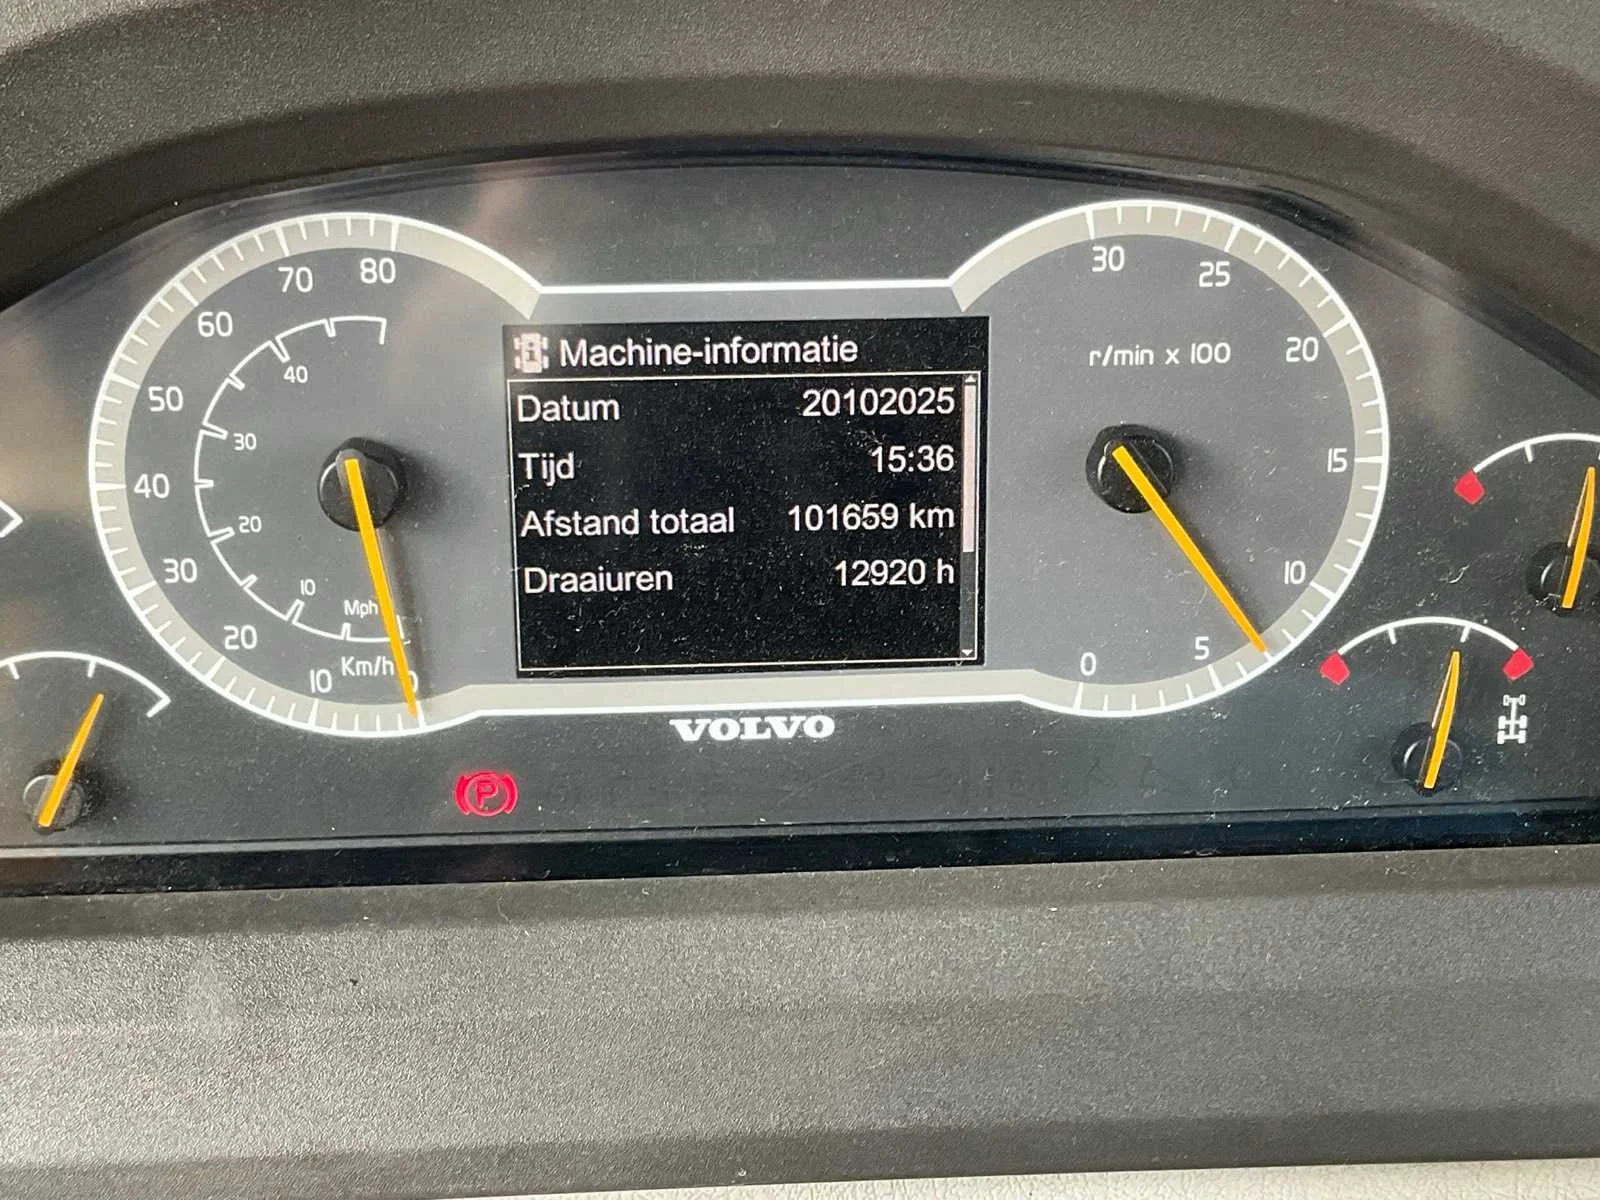 Machine-informatie
Datum 20102025
Tijd 15:36
Afstand totaal 101659 km
Draaiuren 12920 h
80
70
60
50
40
30
20
10
Km/h
40
30
20
10
Mph
30
25
20
15
10
5
0
r/min x 100
VOLVO
P